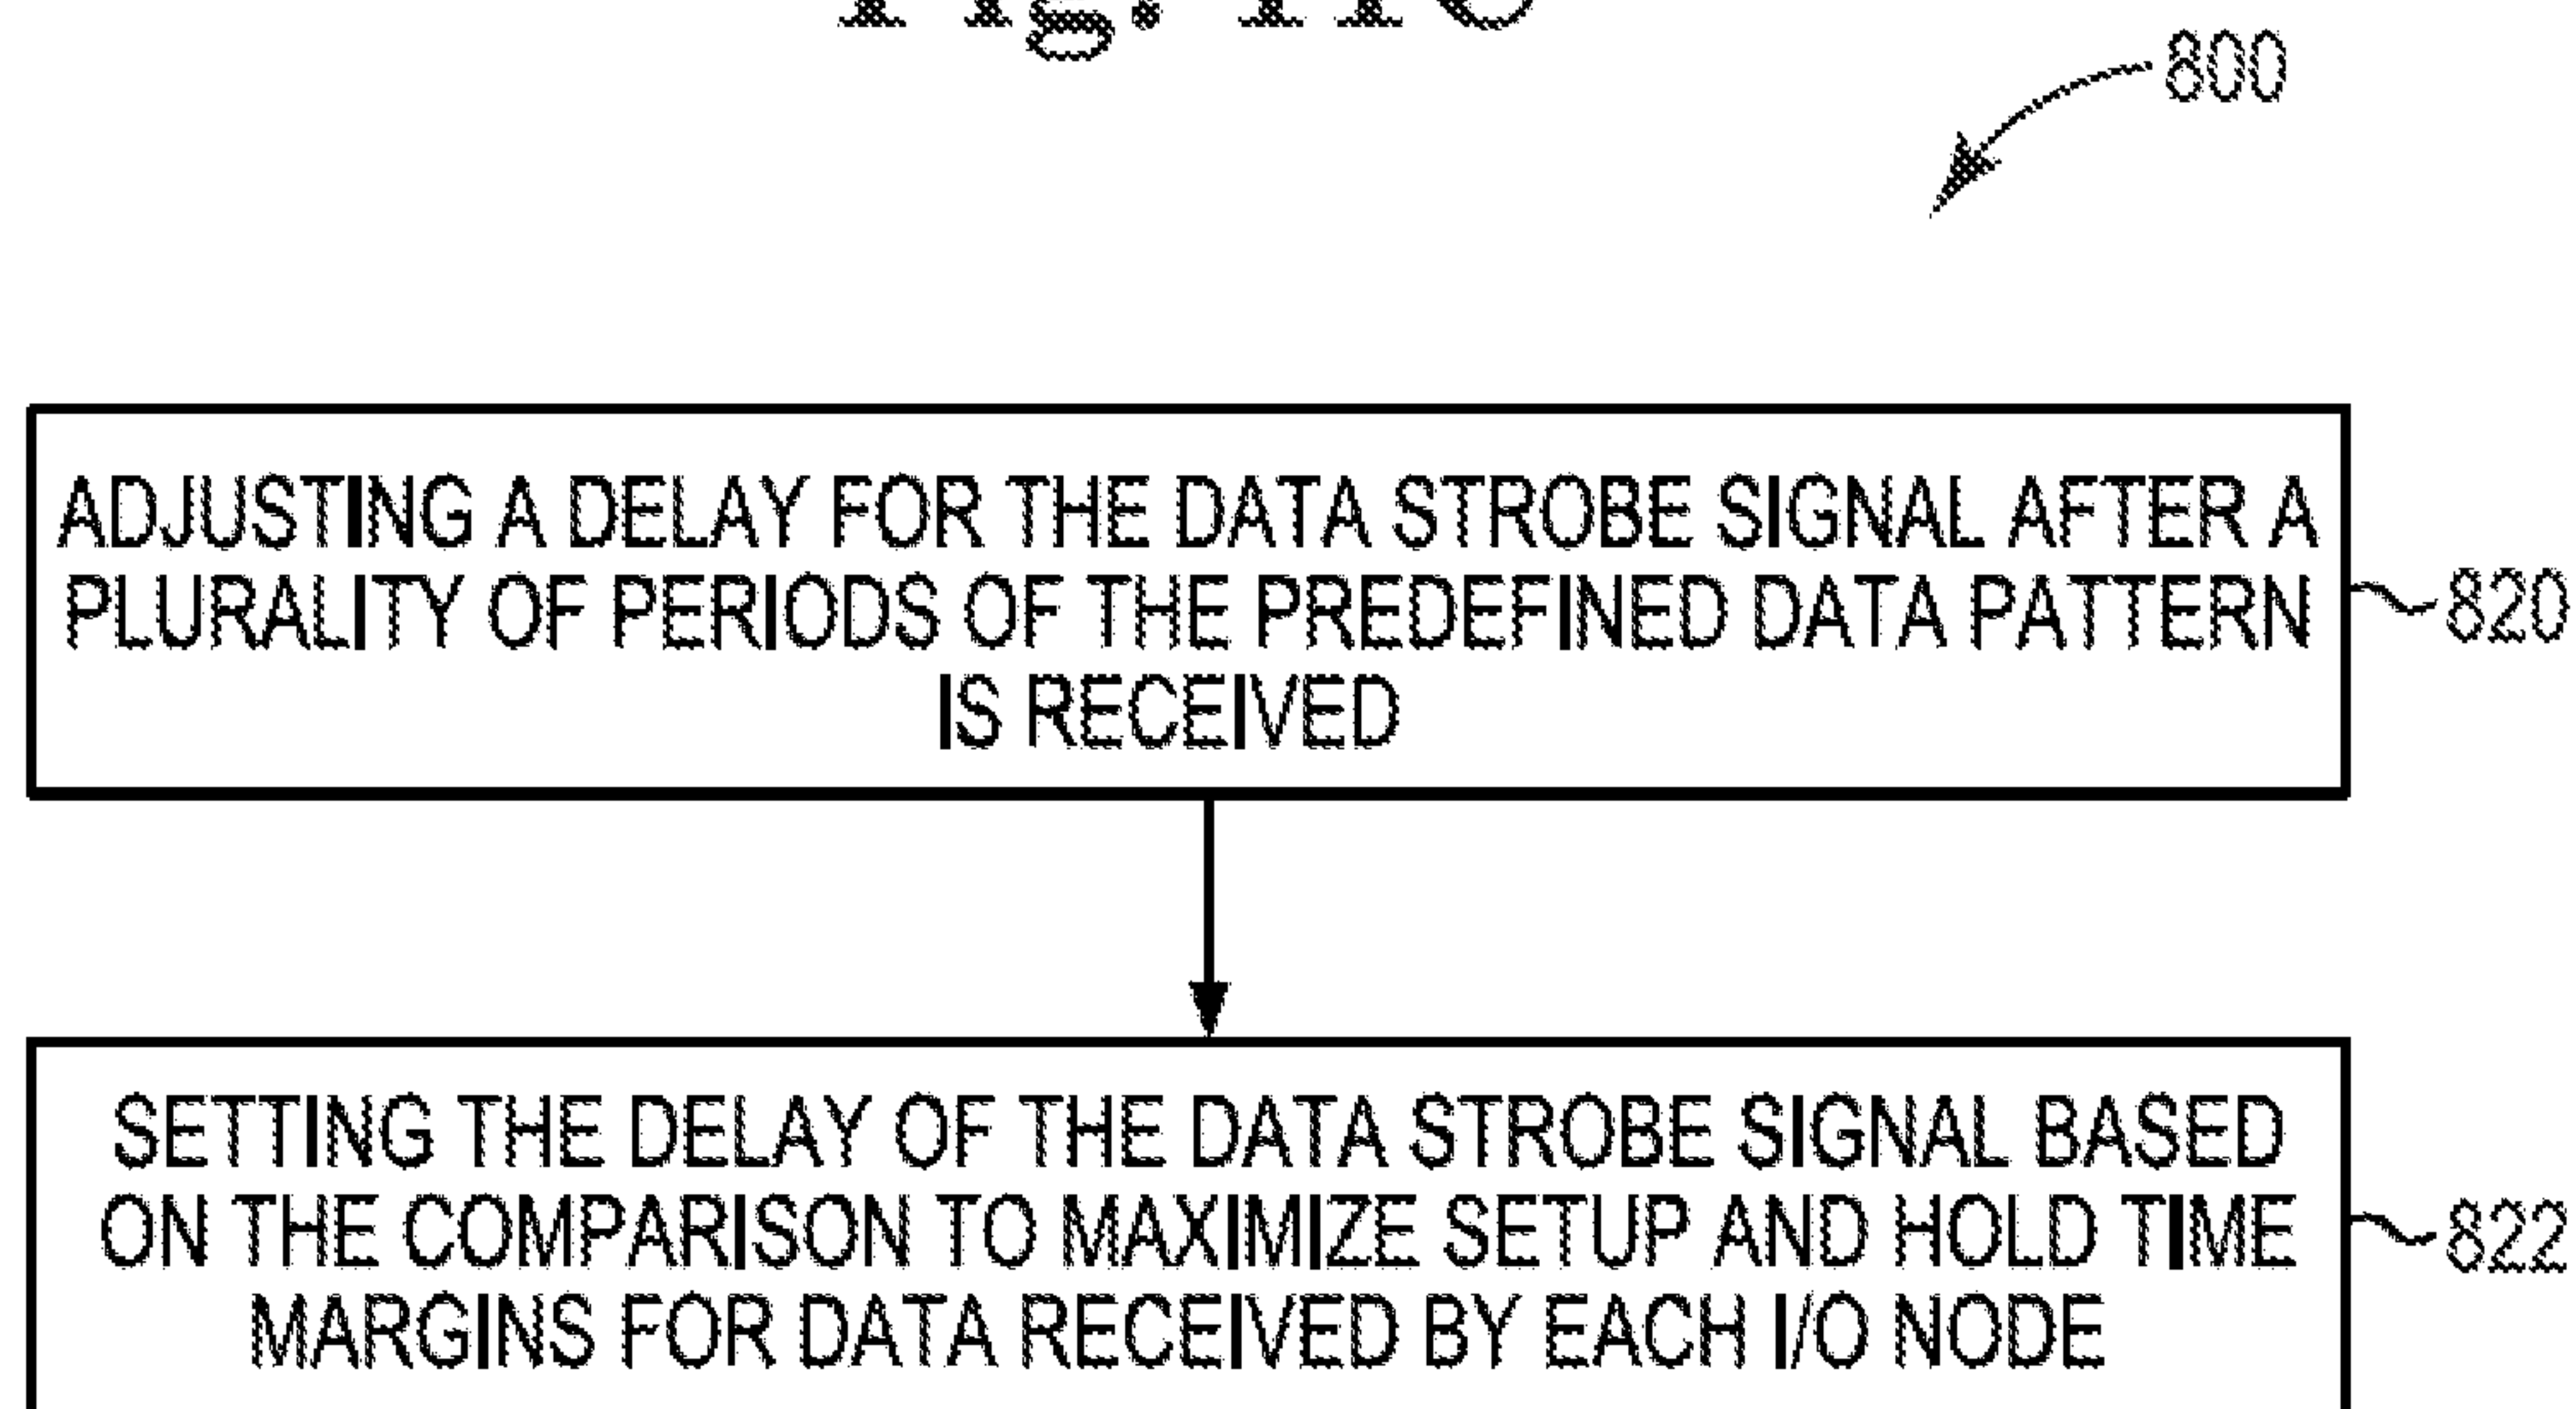 Fig. 11C
800
ADJUSTING A DELAY FOR THE DATA STROBE SIGNAL AFTER A
PLURALITY OF PERIODS OF THE PREDEFINED DATA PATTERN
IS RECEIVED
820
SETTING THE DELAY OF THE DATA STROBE SIGNAL BASED
ON THE COMPARISON TO MAXIMIZE SETUP AND HOLD TIME
MARGINS FOR DATA RECEIVED BY EACH I/O NODE
822